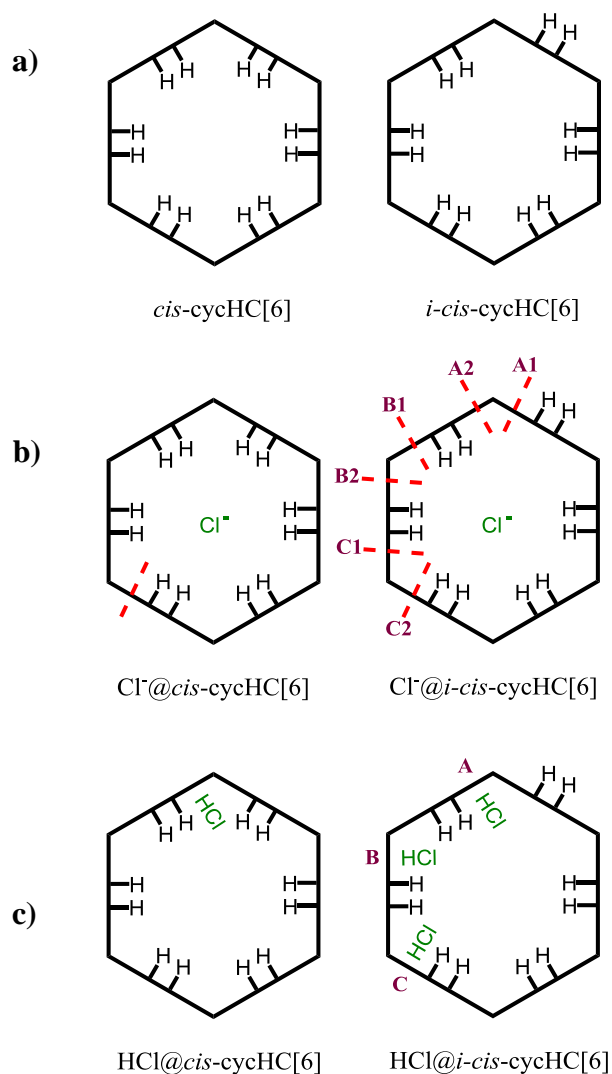 a)
H H H H
H H
H H
H H H H
H H
H H
H H
H H
H H H H
cis-cycHC[6] i-cis-cycHC[6]
b)
A2 A1
B1
B2
C1
C2
H H H H
H H
H H
H H H H
Cl-
H H
H H
H H
H H
H H H H
Cl-
Cl-@cis-cycHC[6] Cl-@i-cis-cycHC[6]
c)
A
B
C
H H H H
H H
H H
H H H H
HCl
H H
H H
H H
H H
H H H H
HCl
HCl
HCl
HCl@cis-cycHC[6] HCl@i-cis-cycHC[6]